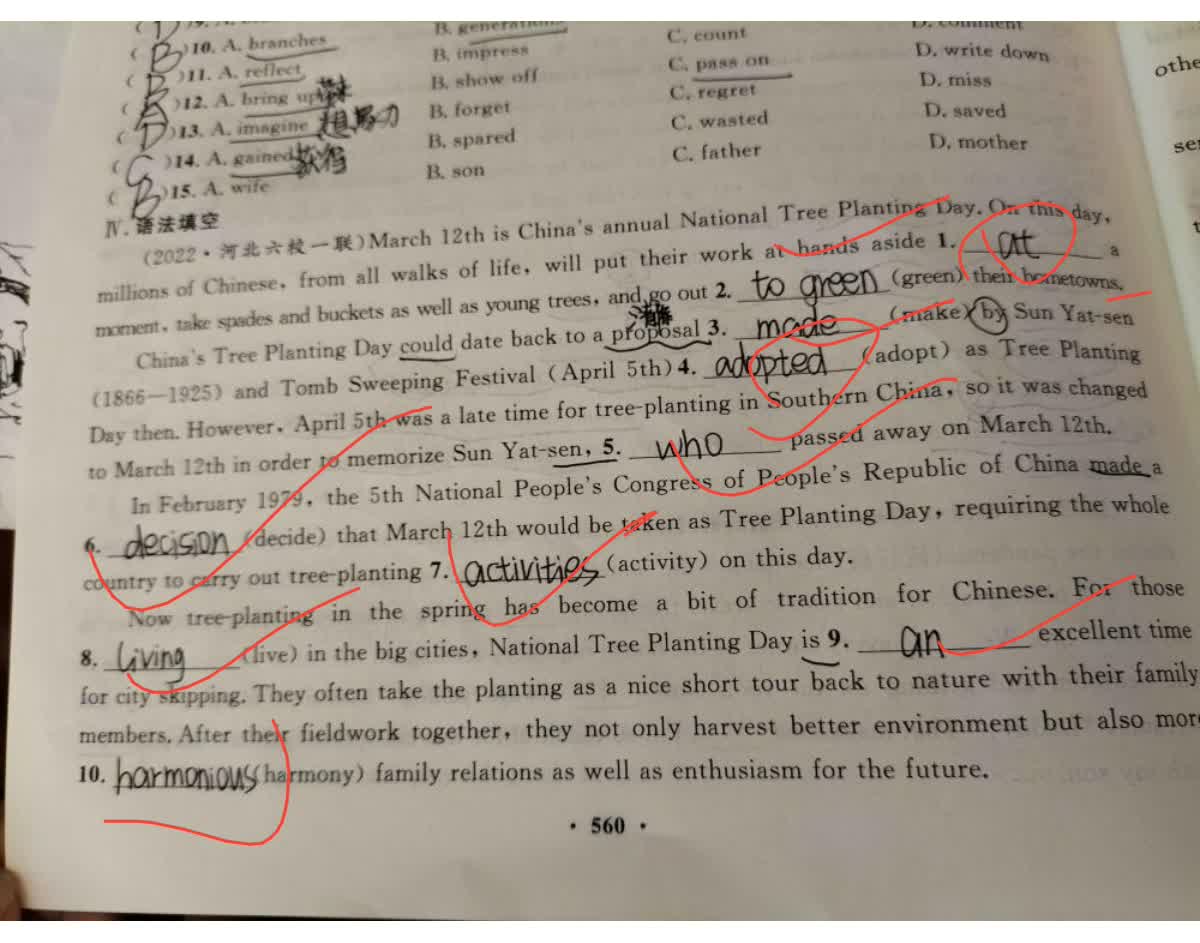 B. generations
D. comment
(B)10. A. branches B. impress C. count D. write down
(B)11. A. reflect B. show off C. pass on D. miss
(A)12. A. bring up B. forget C. regret D. saved
(D)13. A. imagine 想 努力 B. spared C. wasted D. mother
(C)14. A. gained 获得 B. son C. father
(B)15. A. wife
Ⅳ. 语法填空
(2022·河北六校一联)March 12th is China's annual National Tree Planting Day. On this day,
millions of Chinese, from all walks of life, will put their work at hands aside 1. at a
moment, take spades and buckets as well as young trees, and go out 2. to green (green) their hometowns.
China's Tree Planting Day could date back to a proposal 3. made (make) by Sun Yat-sen
(1866—1925) and Tomb Sweeping Festival (April 5th) 4. adopted (adopt) as Tree Planting
Day then. However, April 5th was a late time for tree-planting in Southern China, so it was changed
to March 12th in order to memorize Sun Yat-sen, 5. who passed away on March 12th.
In February 1979, the 5th National People's Congress of People's Republic of China made a
6. decision (decide) that March 12th would be taken as Tree Planting Day, requiring the whole
country to carry out tree-planting 7. activities (activity) on this day.
Now tree-planting in the spring has become a bit of tradition for Chinese. For those
8. living (live) in the big cities, National Tree Planting Day is 9. an excellent time
for city skipping. They often take the planting as a nice short tour back to nature with their family
members. After their fieldwork together, they not only harvest better environment but also more
10. harmonious (harmony) family relations as well as enthusiasm for the future.
· 560 ·